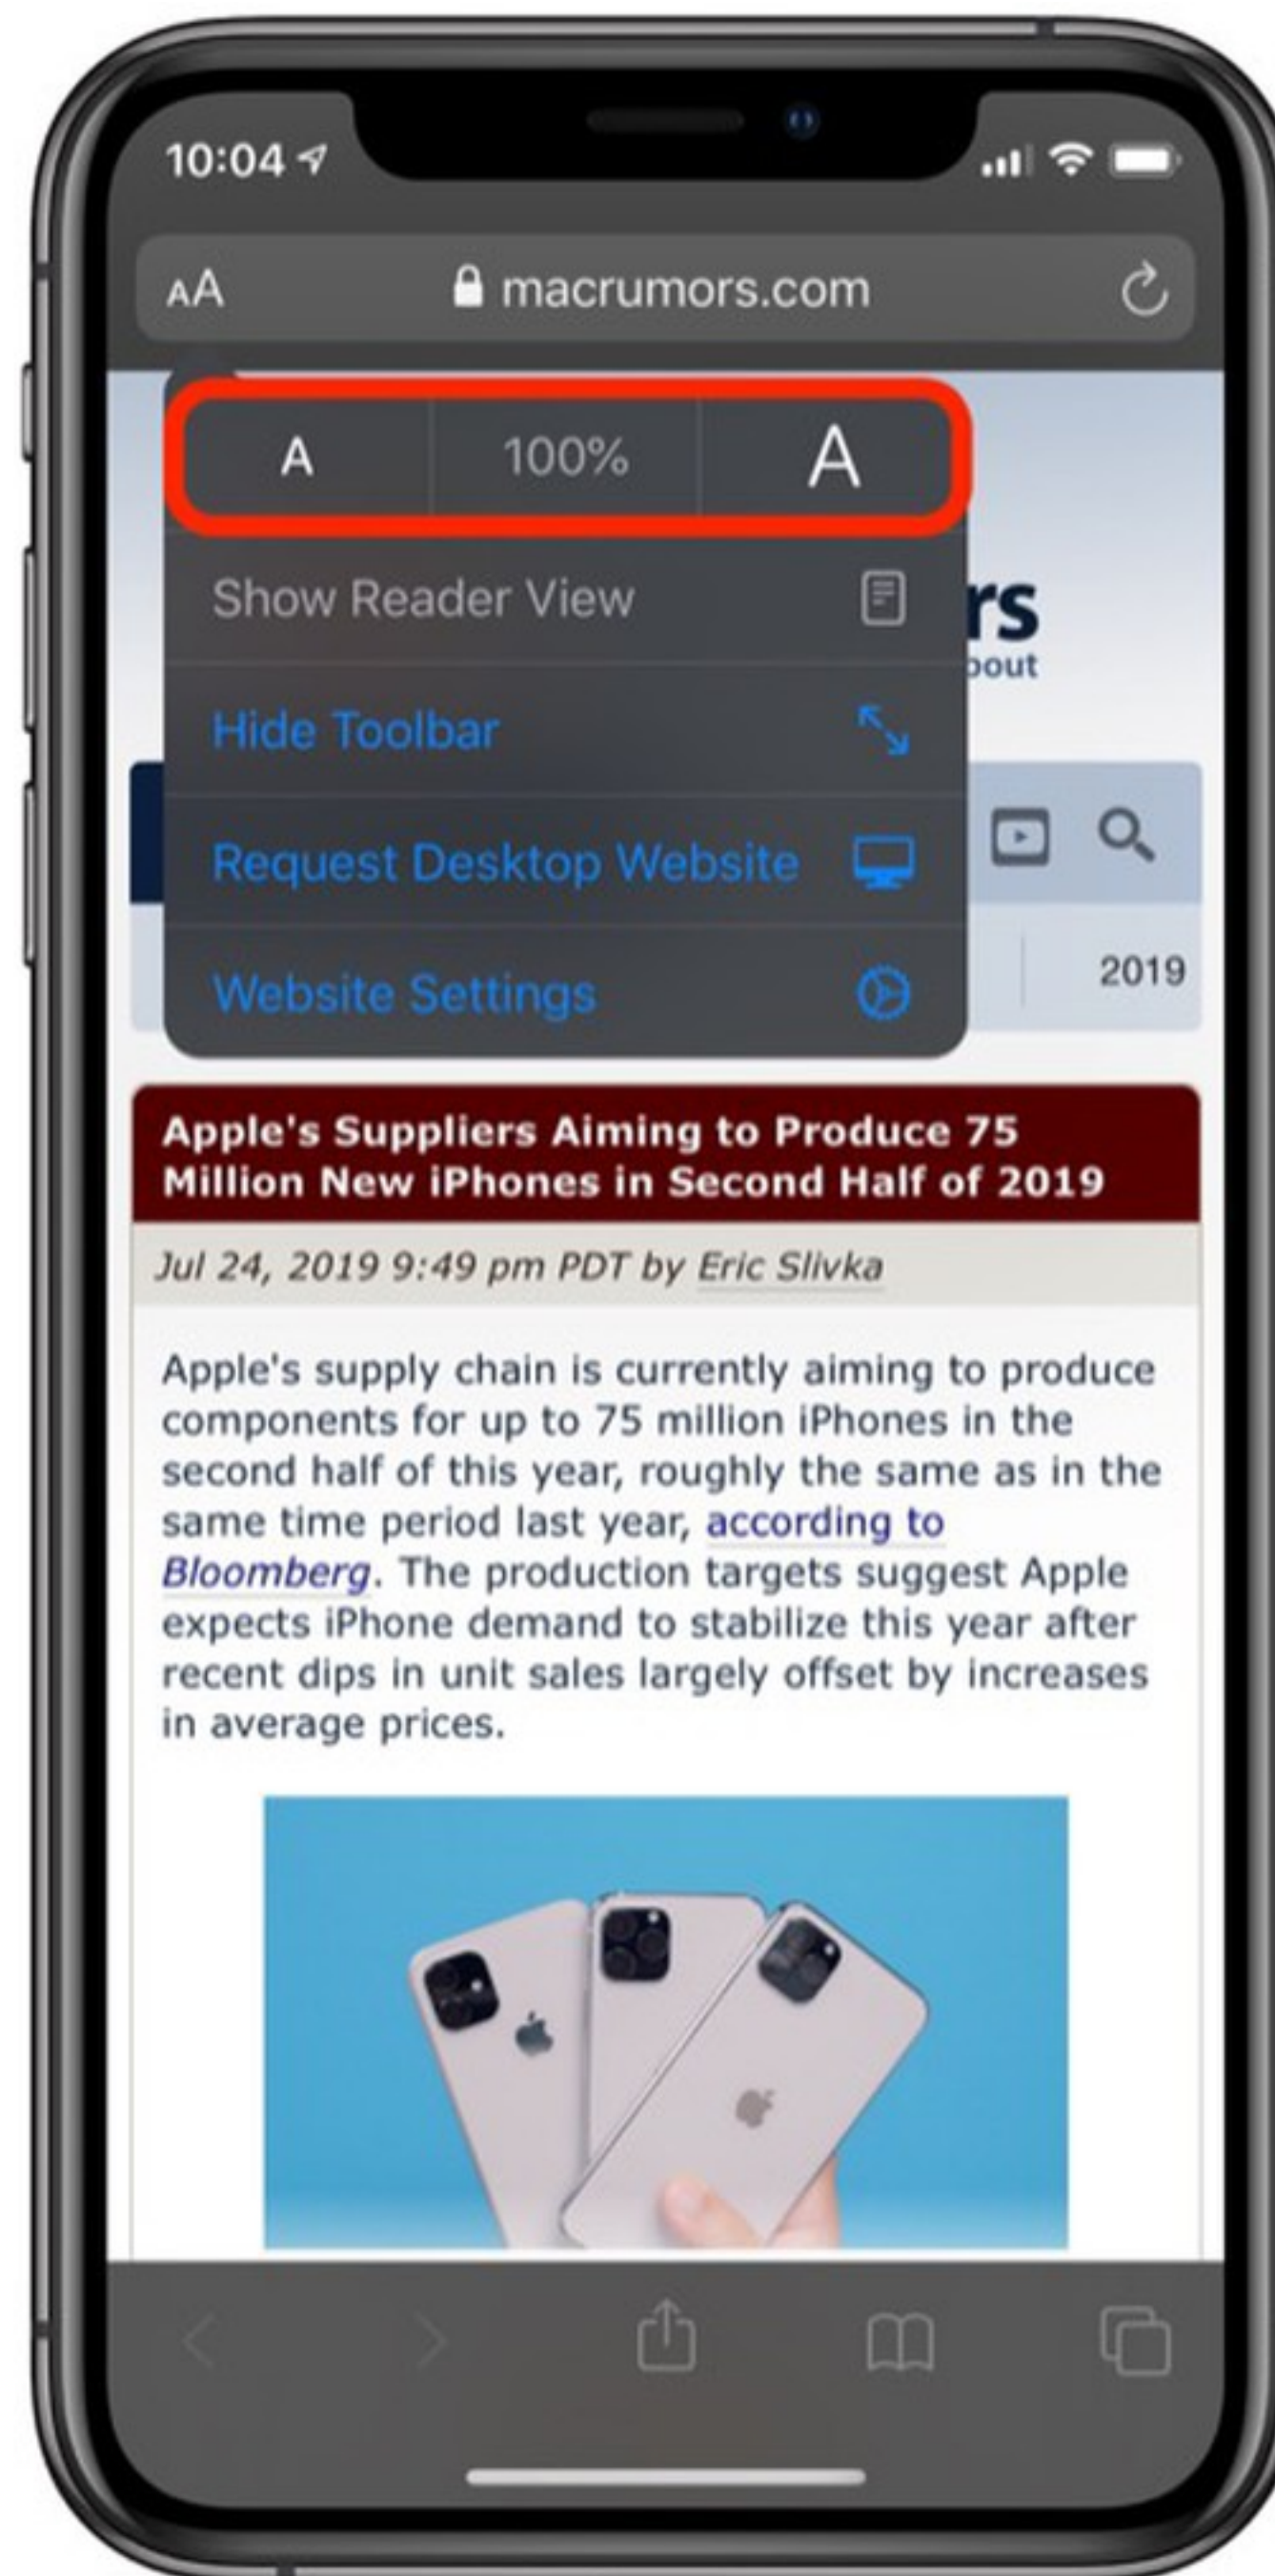 10:04
AA macrumors.com
A 100% A
Show Reader View
Hide Toolbar
Request Desktop Website
Website Settings
rs
bout
2019
Apple's Suppliers Aiming to Produce 75
Million New iPhones in Second Half of 2019
Jul 24, 2019 9:49 pm PDT by Eric Slivka
Apple's supply chain is currently aiming to produce
components for up to 75 million iPhones in the
second half of this year, roughly the same as in the
same time period last year, according to
Bloomberg. The production targets suggest Apple
expects iPhone demand to stabilize this year after
recent dips in unit sales largely offset by increases
in average prices.